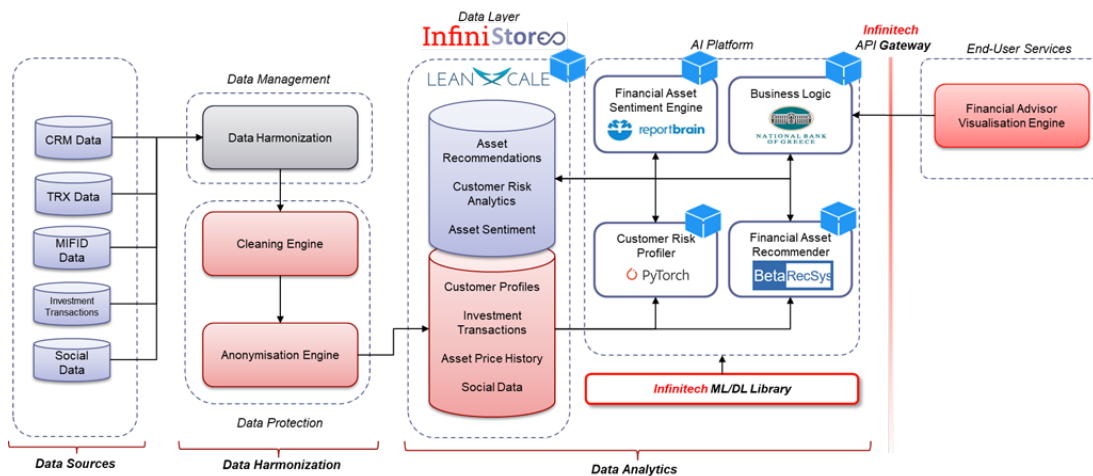 Data Layer
InfiniStore
LEANXCALE
AI Platform
Infinitech
API Gateway
End-User Services
Data Management
CRM Data
TRX Data
MIFID
Data
Investment
Transactions
Social
Data
Data Harmonization
Cleaning Engine
Anonymisation Engine
Data Protection
Asset
Recommendations
Customer Risk
Analytics
Asset Sentiment
Customer Profiles
Investment
Transactions
Asset Price History
Social Data
Financial Asset
Sentiment Engine
reportbrain
Business Logic
NATIONAL BANK
OF GREECE
Customer Risk
Profiler
PyTorch
Financial Asset
Recommender
BetaRecSys
Infinitech ML/DL Library
Financial Advisor
Visualisation Engine
Data Sources
Data Harmonization
Data Analytics